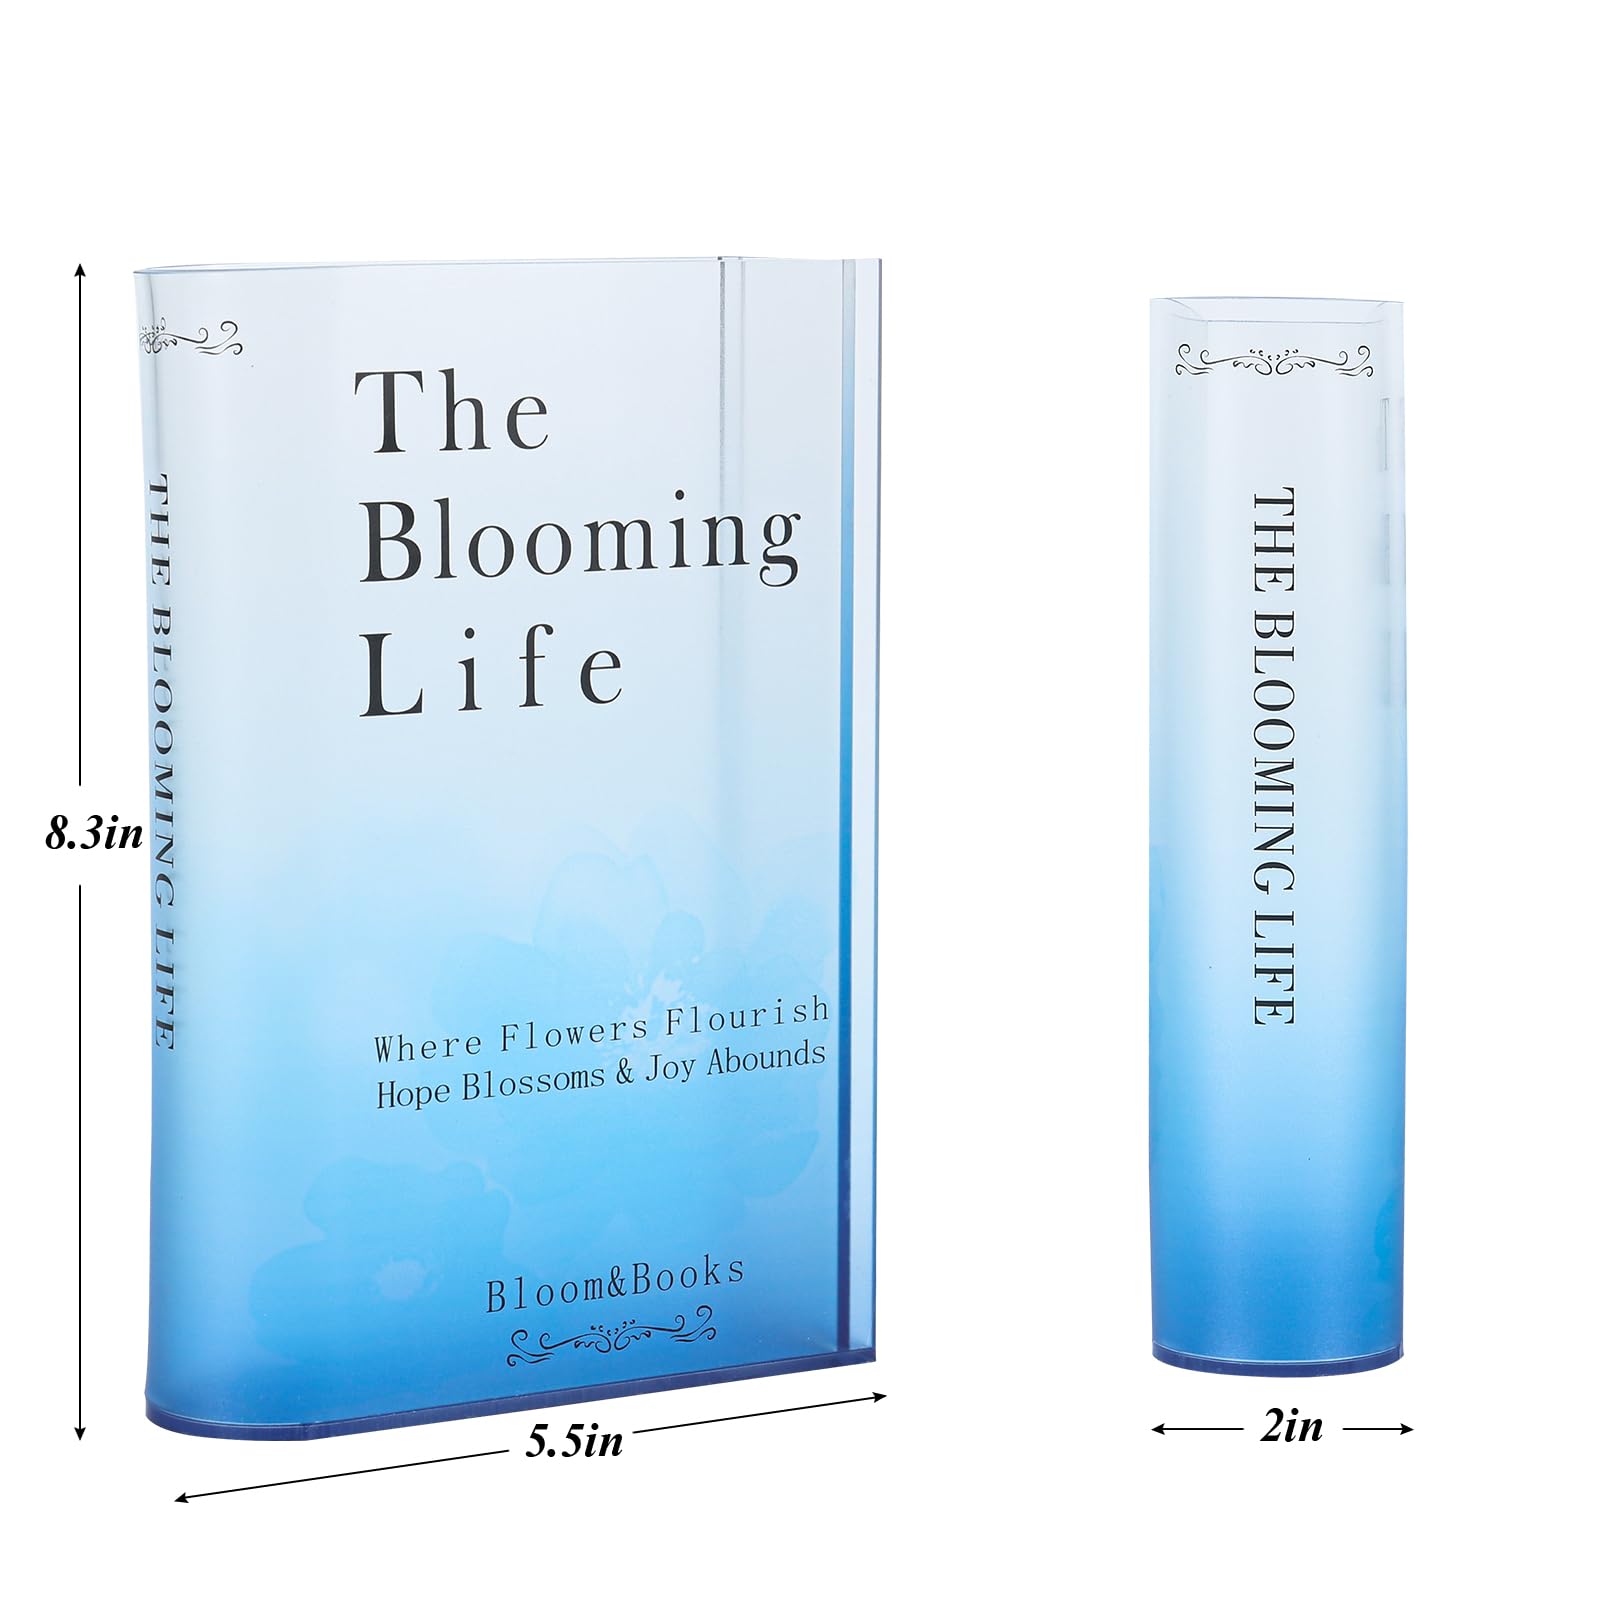 The
Blooming
Life
THE BLOOMING LIFE
Where Flowers Flourish
Hope Blossoms & Joy Abounds
Bloom&Books
8.3in
5.5in
THE BLOOMING LIFE
2in